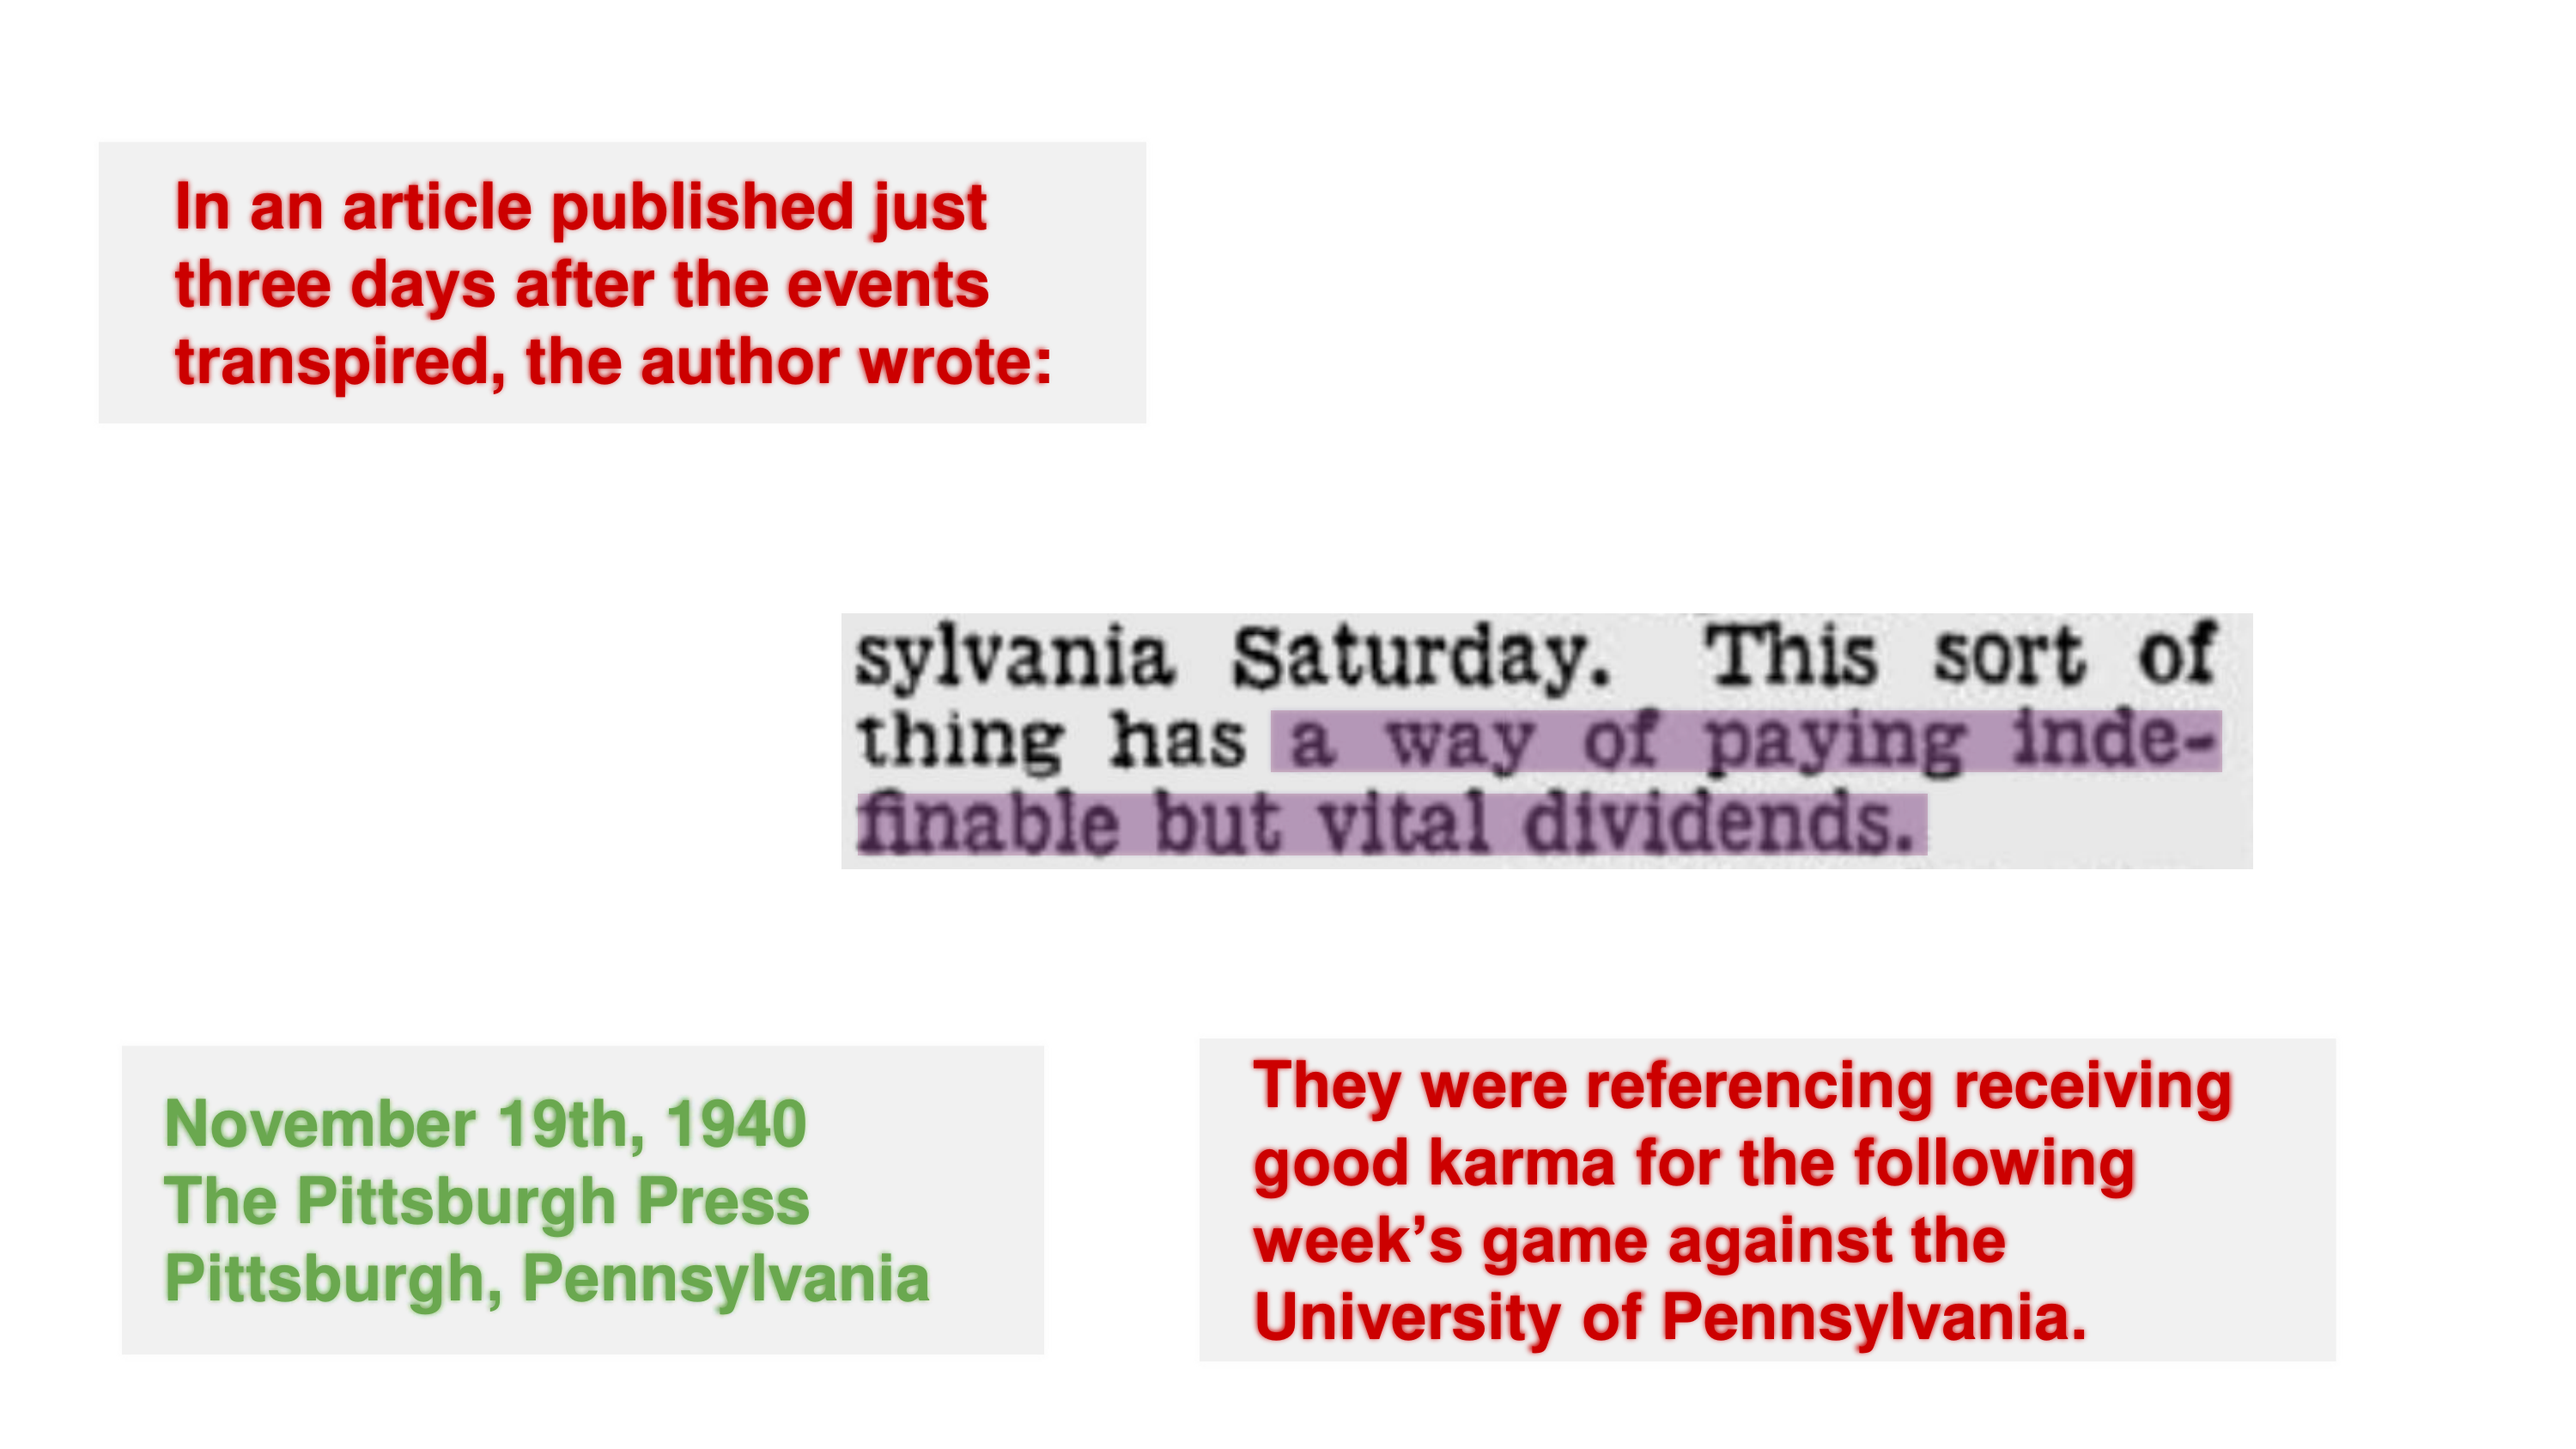 In an article published just
three days after the events
transpired, the author wrote:
sylvania Saturday. This sort of
thing has a way of paying inde-
finable but vital dividends.
November 19th, 1940
The Pittsburgh Press
Pittsburgh, Pennsylvania
They were referencing receiving
good karma for the following
week’s game against the
University of Pennsylvania.